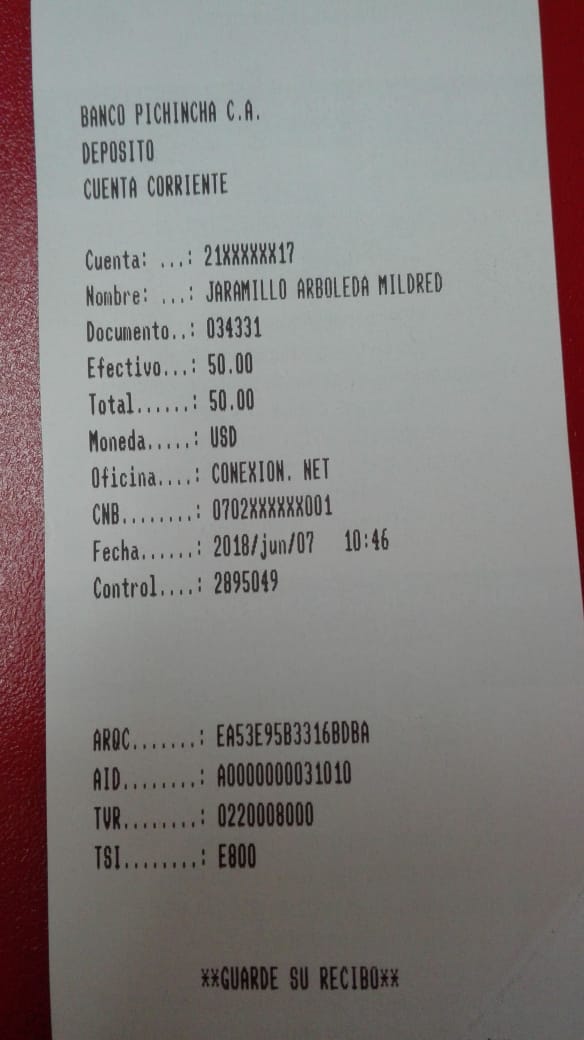 BANCO PICHINCHA C.A.
DEPOSITO
CUENTA CORRIENTE
Cuenta: ...: 21XXXXXX17
Nombre: ...: JARAMILLO ARBOLEDA MILDRED
Documento..: 034331
Efectivo...: 50.00
Total......: 50.00
Moneda.....: USD
Oficina....: CONEXION. NET
CNB........: 0702XXXXXX001
Fecha......: 2018/jun/07 10:46
Control....: 2895049
ARQC.......: EA53E95B3316BDBA
AID........: A0000000031010
TVR........: 0220008000
TSI........: E800
**GUARDE SU RECIBO**